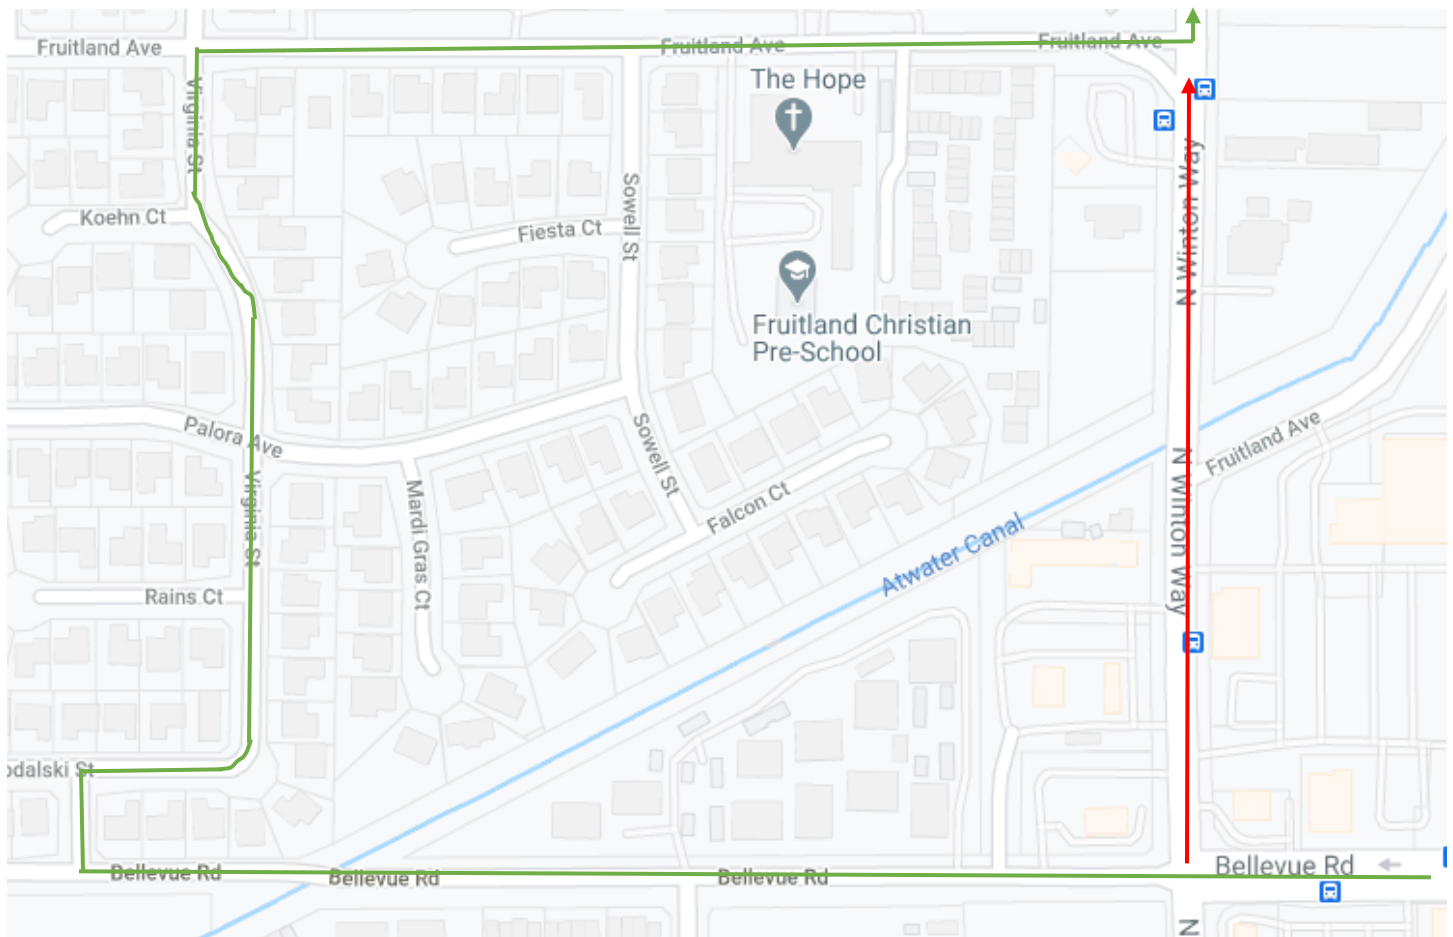 Fruitland Ave
Fruitland Ave
Fruitland Ave
The Hope
Virginia St
N Winton Way
Koehn Ct
Fiesta Ct
Sowell St
Fruitland Christian
Pre-School
Palora Ave
Sowell St
Fruitland Ave
Virginia St
Mardi Gras Ct
Falcon Ct
Atwater Canal
N Winton Way
Rains Ct
odalski St
Bellevue Rd
Bellevue Rd
Bellevue Rd
Bellevue Rd
N